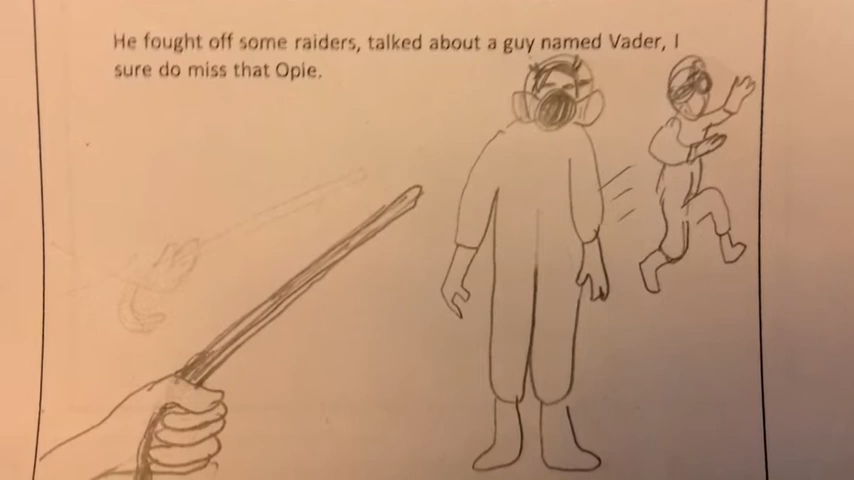 He fought off some raiders, talked about a guy named Vader, I
sure do miss that Opie.